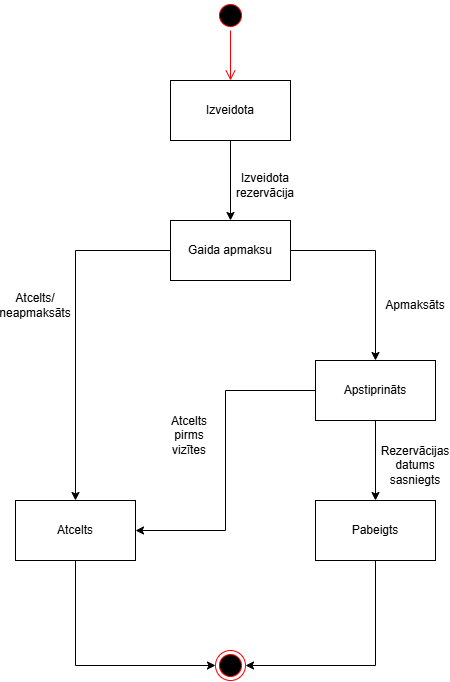 Izveidota
Izveidota
rezervācija
Gaida apmaksu
Atcelts/
neapmaksāts
Apmaksāts
Apstiprināts
Atcelts
pirms
vizītes
Rezervācijas
datums
sasniegts
Atcelts
Pabeigts